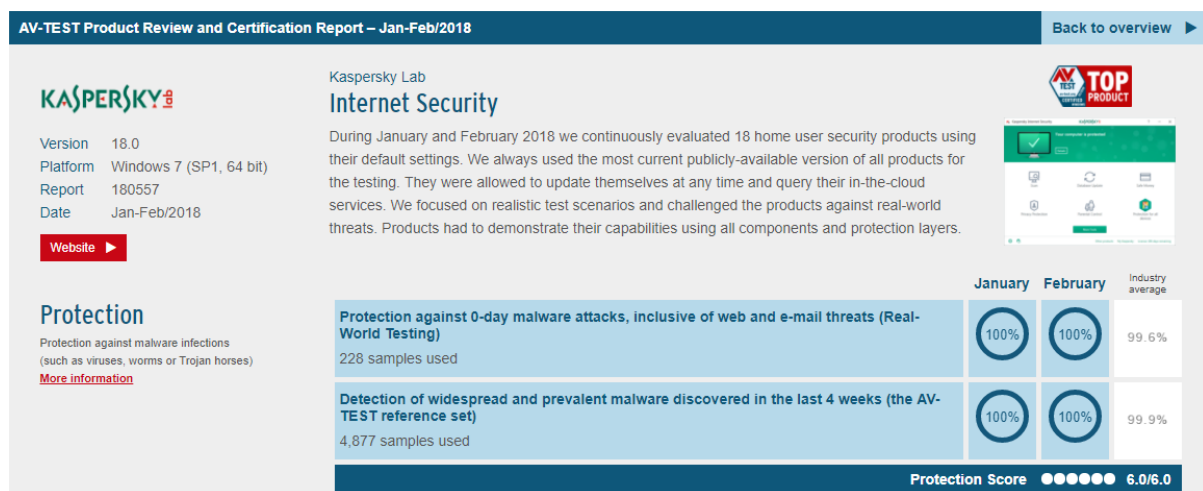 AV-TEST Product Review and Certification Report – Jan-Feb/2018
Back to overview
KASPERSKY lab
Version 18.0
Platform Windows 7 (SP1, 64 bit)
Report 180557
Date Jan-Feb/2018
Website
Kaspersky Lab
Internet Security
During January and February 2018 we continuously evaluated 18 home user security products using
their default settings. We always used the most current publicly-available version of all products for
the testing. They were allowed to update themselves at any time and query their in-the-cloud
services. We focused on realistic test scenarios and challenged the products against real-world
threats. Products had to demonstrate their capabilities using all components and protection layers.
AV TEST
TOP
PRODUCT
Your computer is protected
January February Industry
average
Protection
Protection against malware infections
(such as viruses, worms or Trojan horses)
More information
Protection against 0-day malware attacks, inclusive of web and e-mail threats (Real-
World Testing)
228 samples used
100% 100% 99.6%
Detection of widespread and prevalent malware discovered in the last 4 weeks (the AV-
TEST reference set)
4,877 samples used
100% 100% 99.9%
Protection Score 6.0/6.0